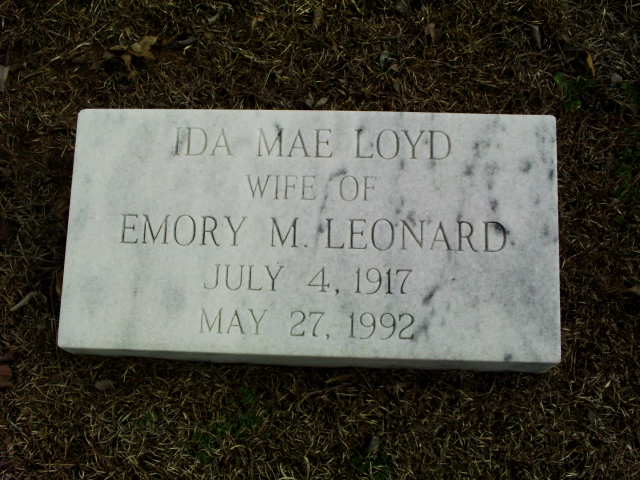 IDA MAE LOYD
WIFE OF
EMORY M. LEONARD
JULY 4, 1917
MAY 27, 1992